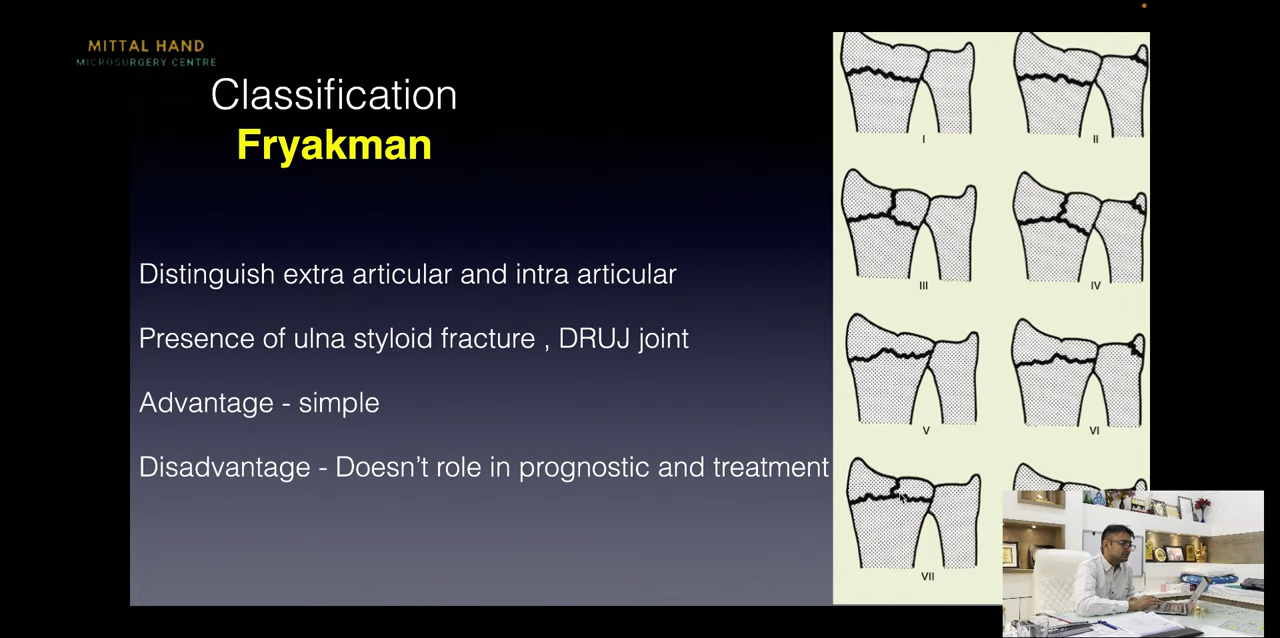 MITTAL HAND
MICROSURGERY CENTRE
Classification
Fryakman
Distinguish extra articular and intra articular
Presence of ulna styloid fracture , DRUJ joint
Advantage - simple
Disadvantage - Doesn't role in prognostic and treatment
I
II
III
IV
V
VI
VII